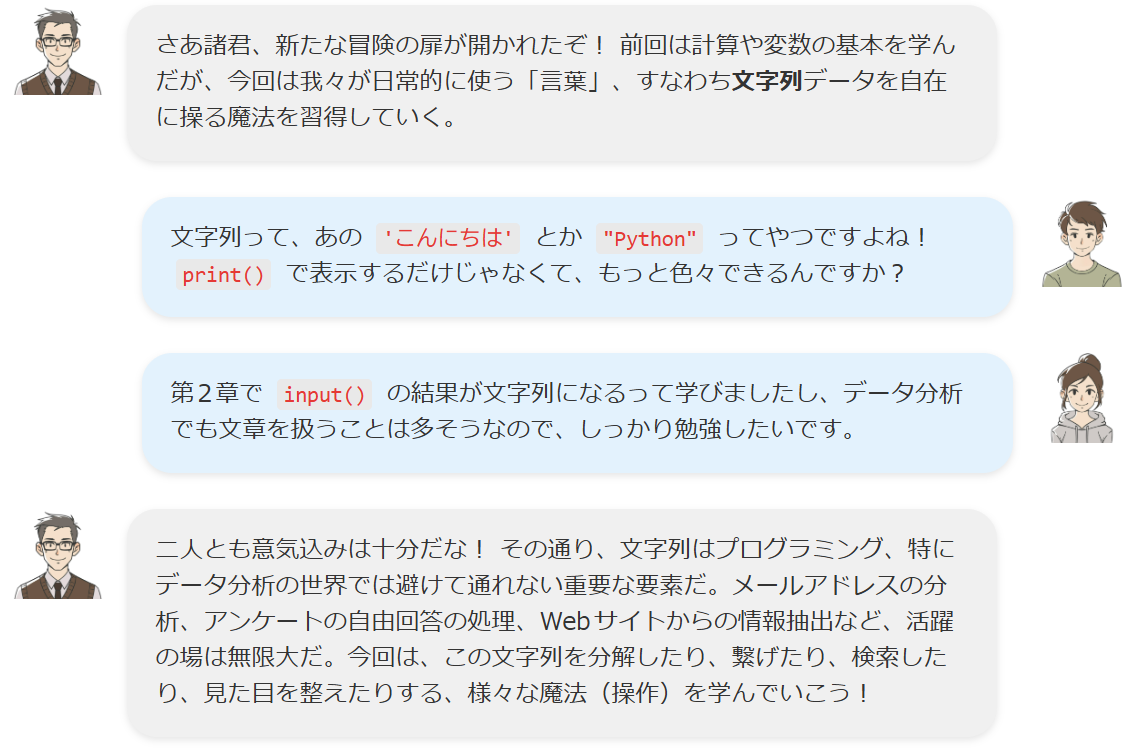 さあ諸君、新たな冒険の扉が開かれたぞ！ 前回は計算や変数の基本を学ん
だが、今回は我々が日常的に使う「言葉」、すなわち文字列データを自在
に操る魔法を習得していく。
文字列って、あの 'こんにちは' とか "Python" ってやつですよね！
print() で表示するだけじゃなくて、もっと色々できるんですか？
第２章で input() の結果が文字列になるって学びましたし、データ分析
でも文章を扱うことは多そうなので、しっかり勉強したいです。
二人とも意気込みは十分だな！ その通り、文字列はプログラミング、特に
データ分析の世界では避けて通れない重要な要素だ。メールアドレスの分
析、アンケートの自由回答の処理、Webサイトからの情報抽出など、活躍
の場は無限大だ。今回は、この文字列を分解したり、繋げたり、検索した
り、見た目を整えたりする、様々な魔法（操作）を学んでいこう！